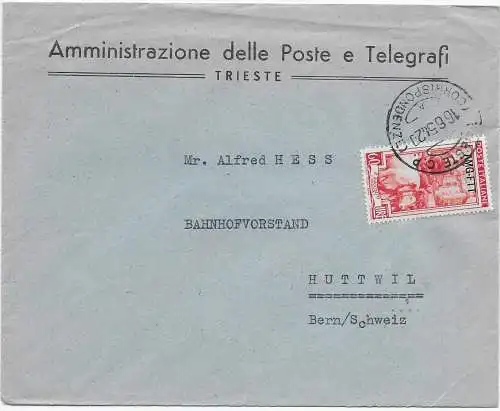 Amministrazione delle Poste e Telegrafi
TRIESTE
CORRISPONDENZE
Mr. Alfred HESS
POSTE ITALIANE
AMG-FTT
BAHNHOFVORSTAND
HUTTWIL
Bern/Schweiz